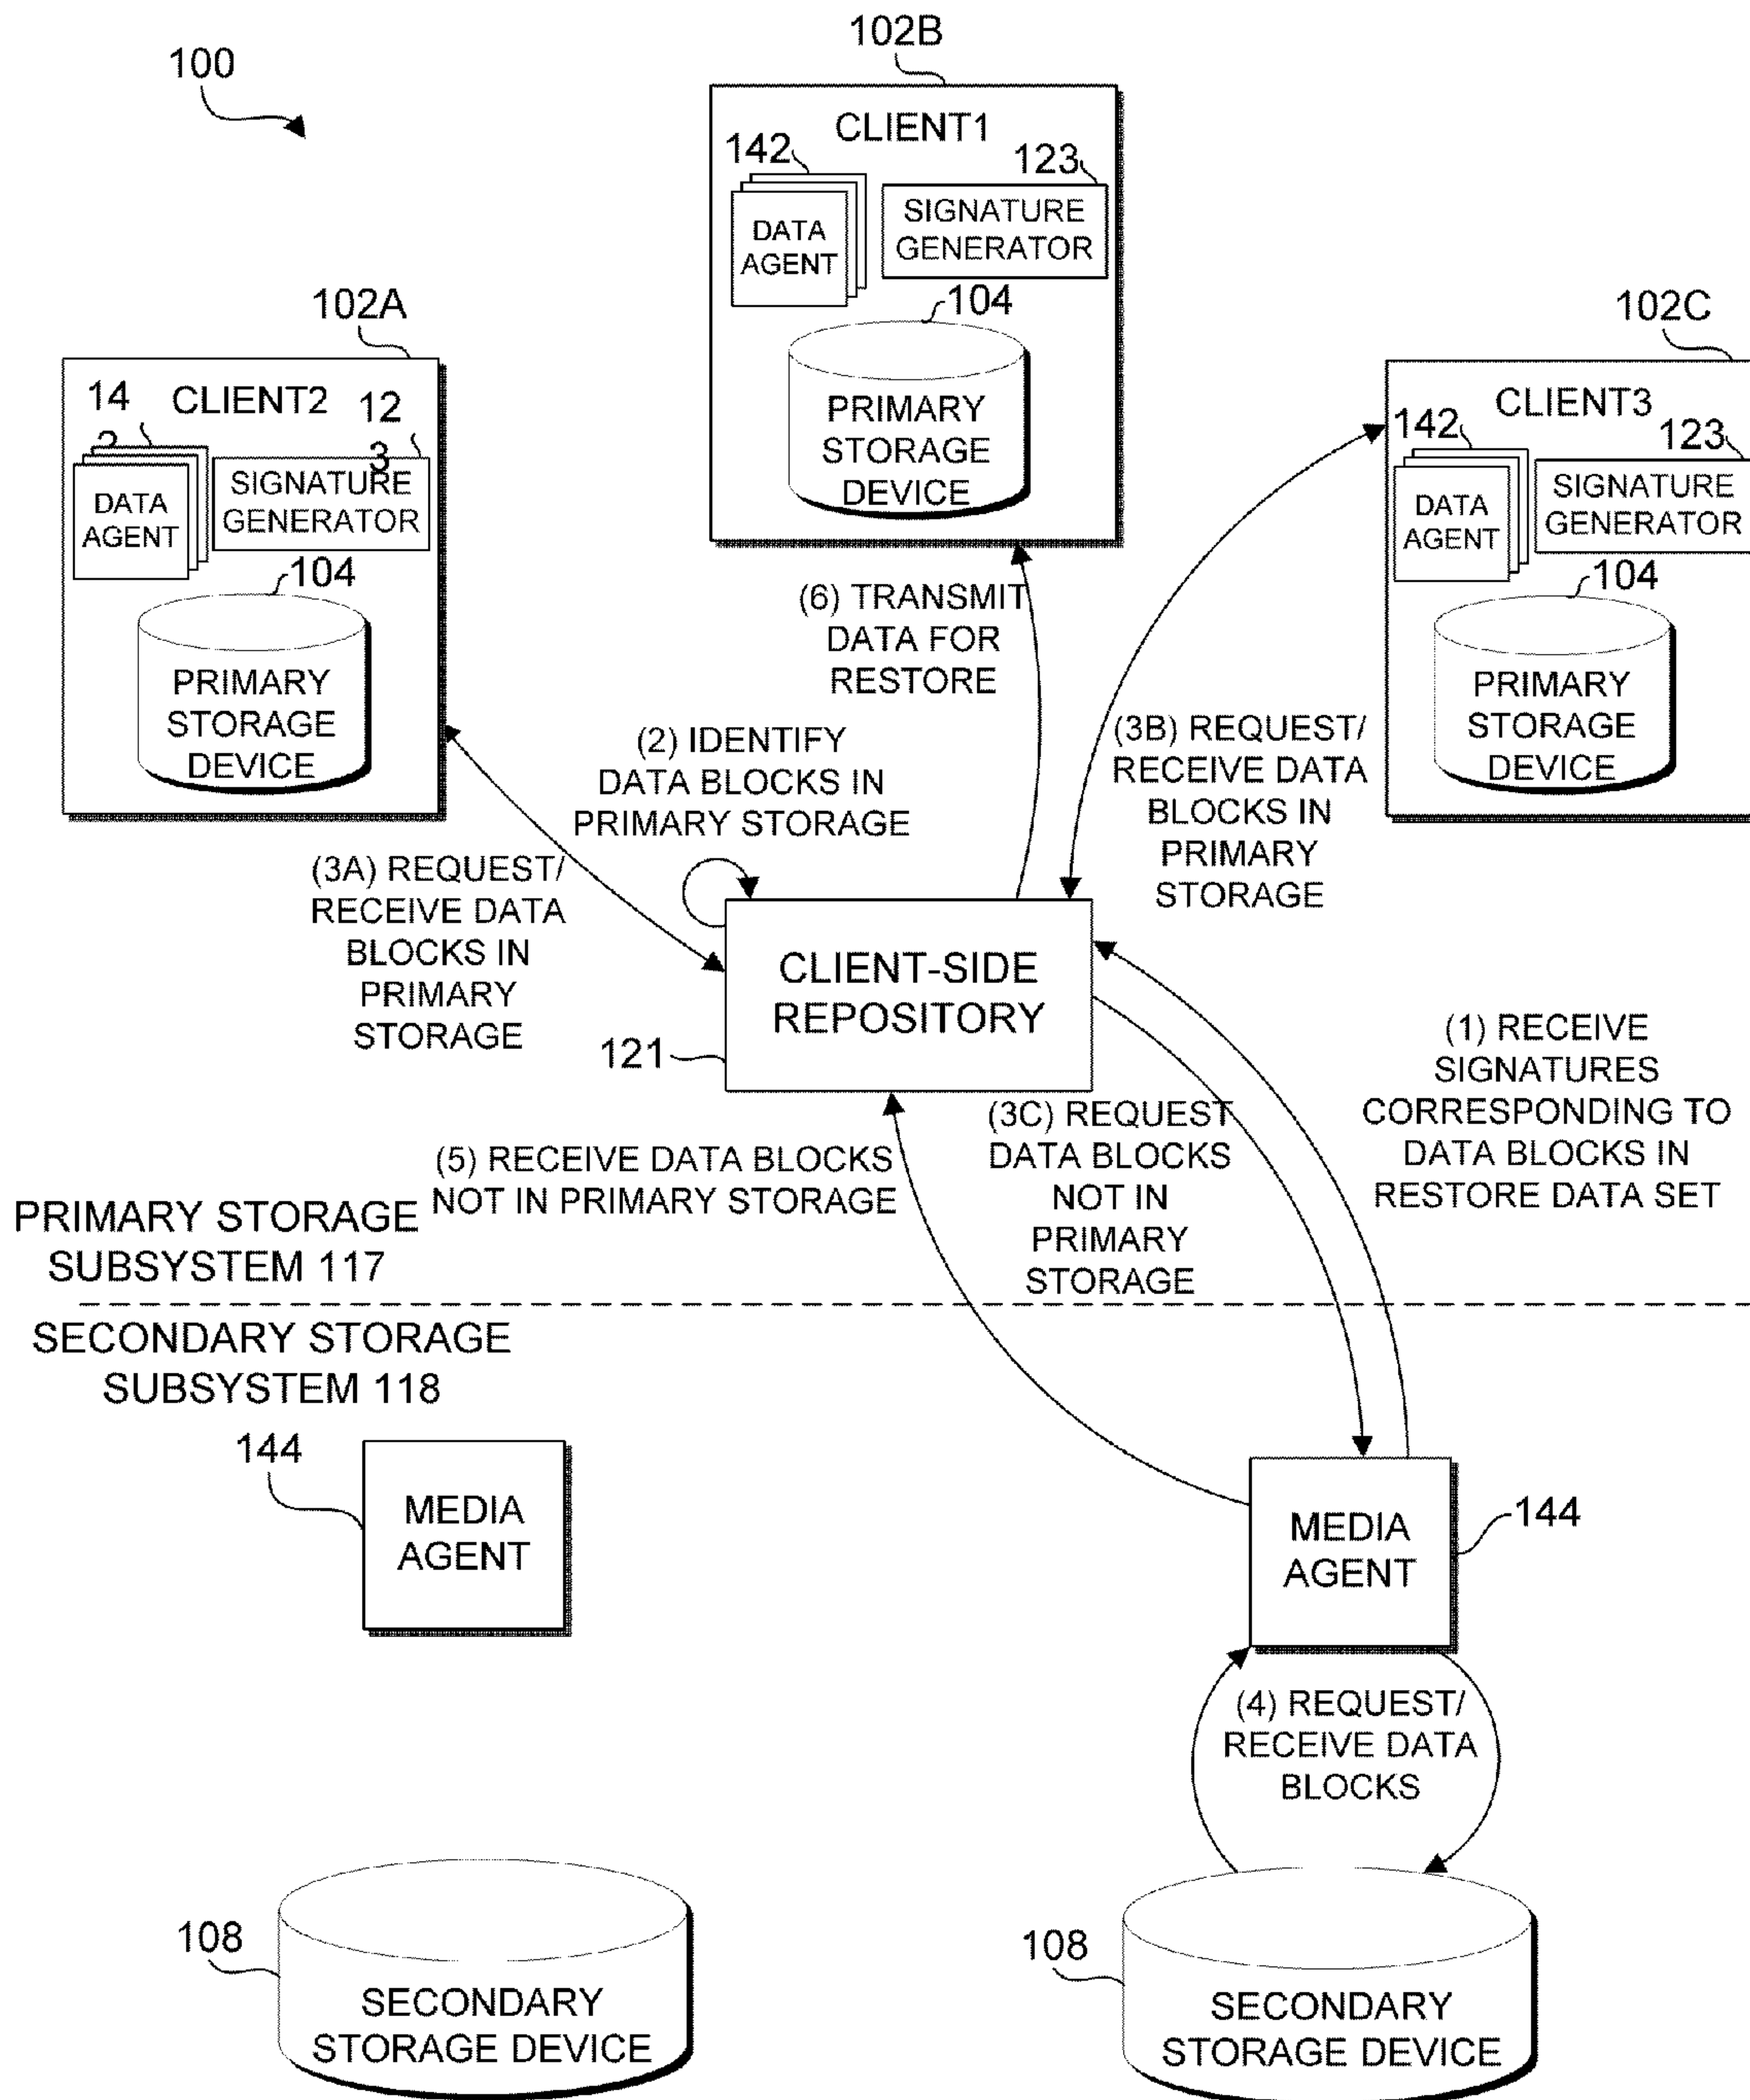 100
102B
CLIENT1
142
123
DATA
AGENT
SIGNATURE
GENERATOR
104
PRIMARY
STORAGE
DEVICE
102A
CLIENT2
14
2
12
3
DATA
AGENT
SIGNATURE
GENERATOR
104
PRIMARY
STORAGE
DEVICE
102C
CLIENT3
142
123
DATA
AGENT
SIGNATURE
GENERATOR
104
PRIMARY
STORAGE
DEVICE
(6) TRANSMIT
DATA FOR
RESTORE
(2) IDENTIFY
DATA BLOCKS IN
PRIMARY STORAGE
(3B) REQUEST/
RECEIVE DATA
BLOCKS IN
PRIMARY
STORAGE
(3A) REQUEST/
RECEIVE DATA
BLOCKS IN
PRIMARY
STORAGE
CLIENT-SIDE
REPOSITORY
121
(1) RECEIVE
SIGNATURES
CORRESPONDING TO
DATA BLOCKS IN
RESTORE DATA SET
(3C) REQUEST
DATA BLOCKS
NOT IN
PRIMARY
STORAGE
(5) RECEIVE DATA BLOCKS
NOT IN PRIMARY STORAGE
PRIMARY STORAGE
SUBSYSTEM 117
SECONDARY STORAGE
SUBSYSTEM 118
144
MEDIA
AGENT
MEDIA
AGENT
144
(4) REQUEST/
RECEIVE DATA
BLOCKS
108
SECONDARY
STORAGE DEVICE
108
SECONDARY
STORAGE DEVICE